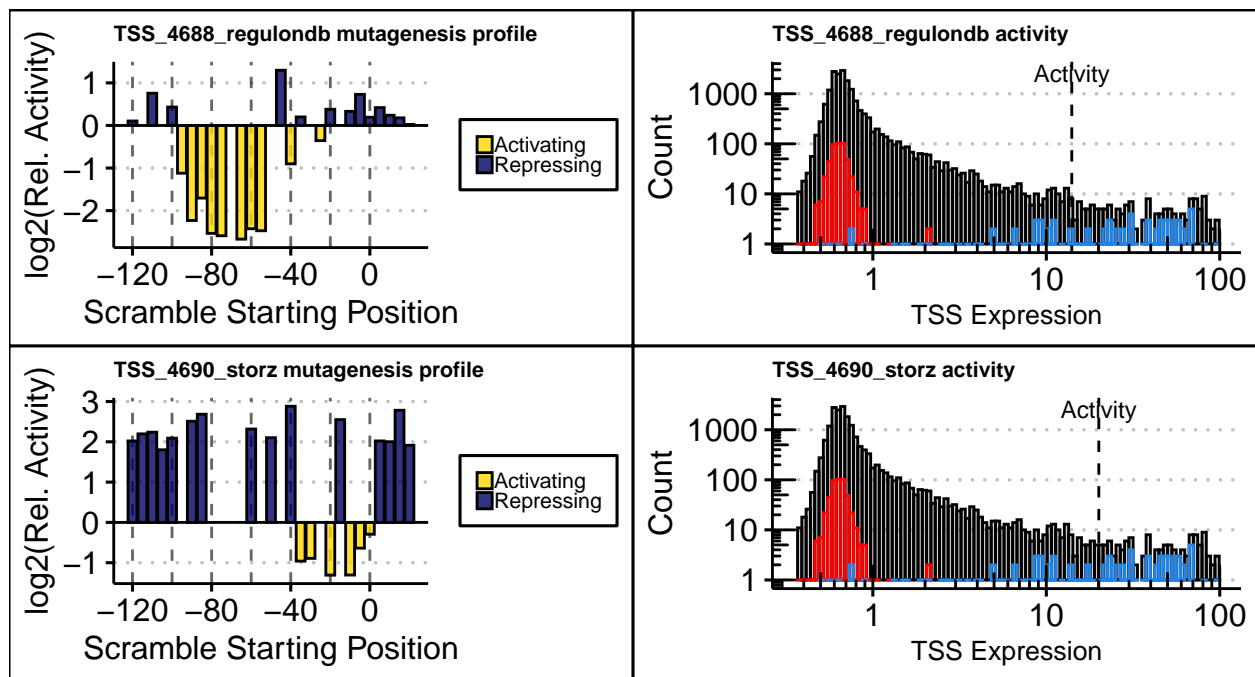 TSS_4688_regulondb mutagenesis profile
log2(Rel. Activity)
1
0
−1
−2
−120
−80
−40
0
Scramble Starting Position
Activating
Repressing
TSS_4688_regulondb activity
Activity
Count
1000
100
10
1
1
10
100
TSS Expression
TSS_4690_storz mutagenesis profile
log2(Rel. Activity)
3
2
1
0
−1
−120
−80
−40
0
Scramble Starting Position
Activating
Repressing
TSS_4690_storz activity
Activity
Count
1000
100
10
1
1
10
100
TSS Expression